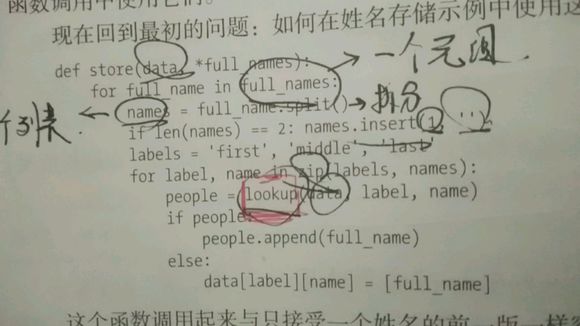 函数调用中使用它们。
现在回到最初的问题：如何在姓名存储示例中使用这
def store(data, *full_names):
for full_name in full_names: → 一个元组.
个列表 ← names = full_name.split() → 拆分
if len(names) == 2: names.insert(1, '')
labels = 'first', 'middle', 'last'
for label, name in zip(labels, names):
people = lookup(data, label, name)
if people:
people.append(full_name)
else:
data[label][name] = [full_name]
这个函数调用起来与只接受一个姓名的前一版一样